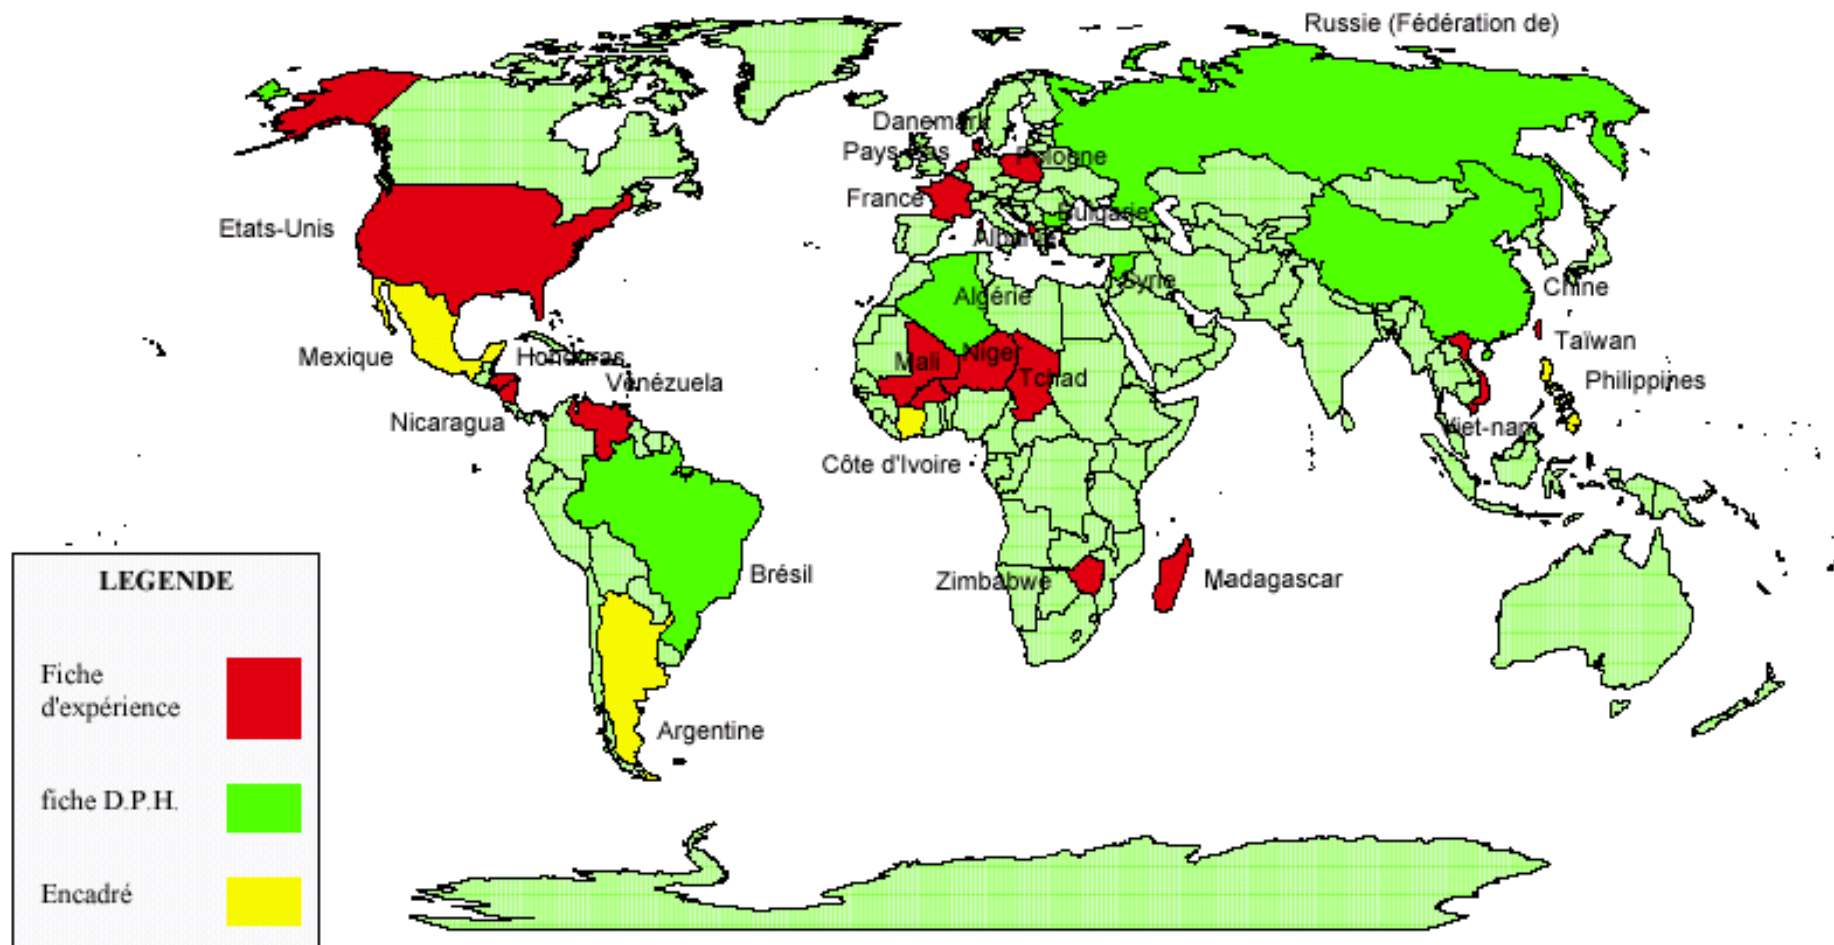 Russie (Fédération de)
Danemark
Pays-Bas
Pologne
France
Bulgarie
Etats-Unis
Albanie
Syrie
Chine
Algérie
Taïwan
Mexique
Honduras
Mali
Niger
Tchad
Philippines
Vénézuela
Nicaragua
Viet-nam
Côte d'Ivoire
Brésil
Zimbabwe
Madagascar
Argentine
LEGENDE
Fiche
d'expérience
fiche D.P.H.
Encadré